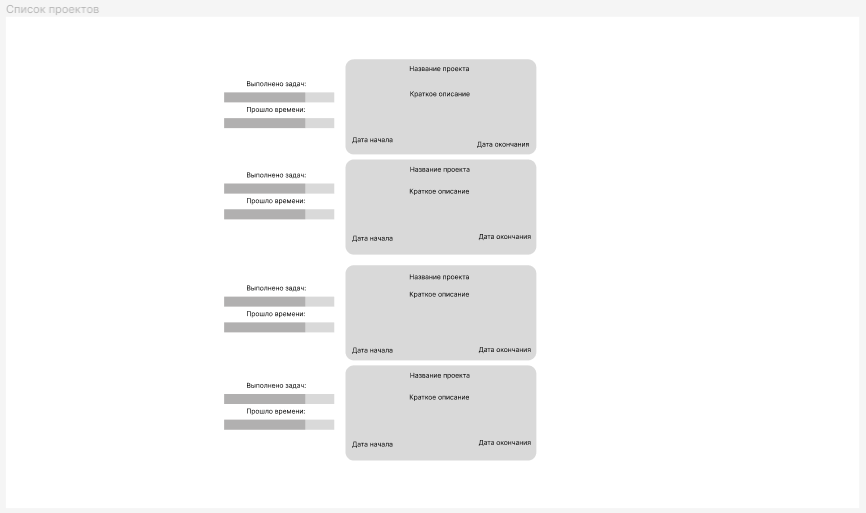 Список проектов
Выполнено задач:
Прошло времени:
Название проекта
Краткое описание
Дата начала
Дата окончания
Выполнено задач:
Прошло времени:
Название проекта
Краткое описание
Дата начала
Дата окончания
Выполнено задач:
Прошло времени:
Название проекта
Краткое описание
Дата начала
Дата окончания
Выполнено задач:
Прошло времени:
Название проекта
Краткое описание
Дата начала
Дата окончания